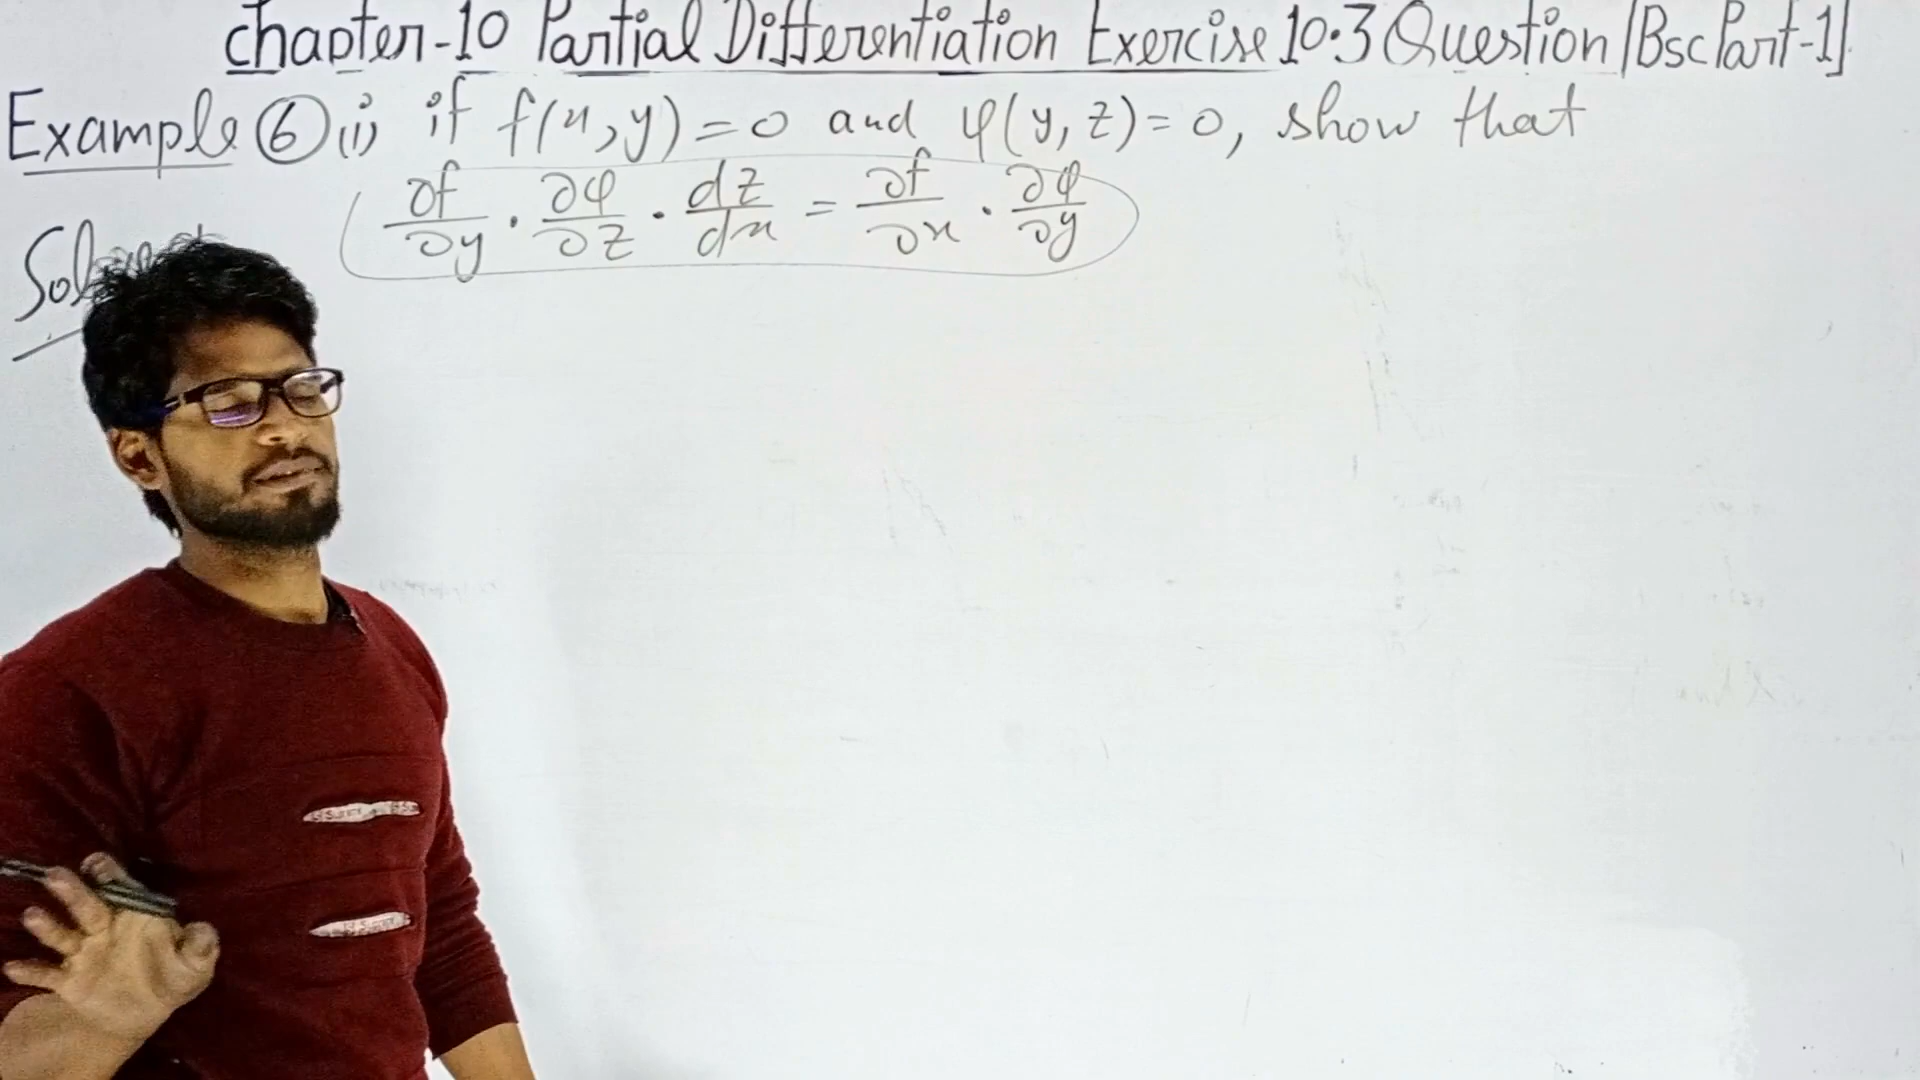 Chapter-10 Partial Differentiation Exercise 10.3 Question [Bsc Part-1]
Example ⑥(i) if f(x,y)=0 and φ(y,z)=0, show that
∂f/∂y · ∂φ/∂z · dz/dx = ∂f/∂x · ∂φ/∂y